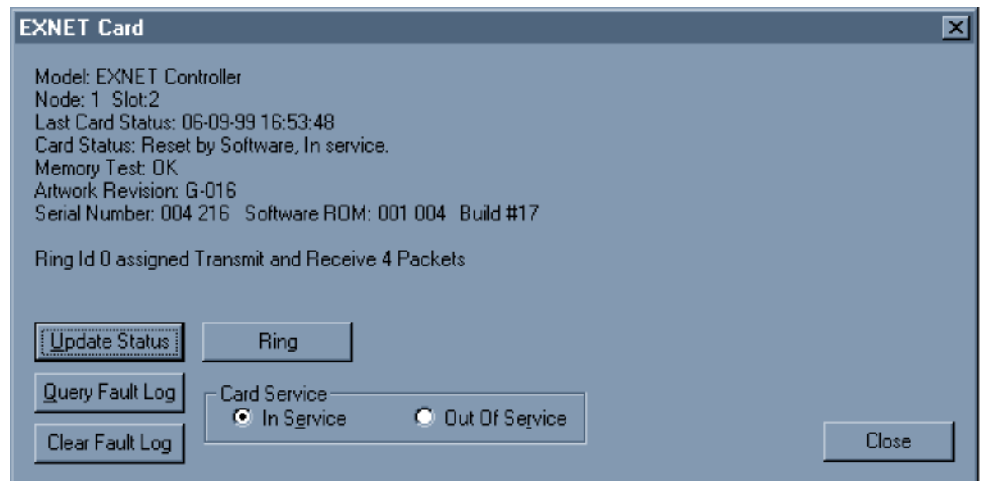 EXNET Card
Model: EXNET Controller
Node: 1 Slot:2
Last Card Status: 06-09-99 16:53:48
Card Status: Reset by Software, In service.
Memory Test: OK
Artwork Revision: G-016
Serial Number: 004 216 Software ROM: 001 004 Build #17
Ring Id 0 assigned Transmit and Receive 4 Packets
Update Status
Ring
Query Fault Log
Card Service
In Service
Out Of Service
Clear Fault Log
Close